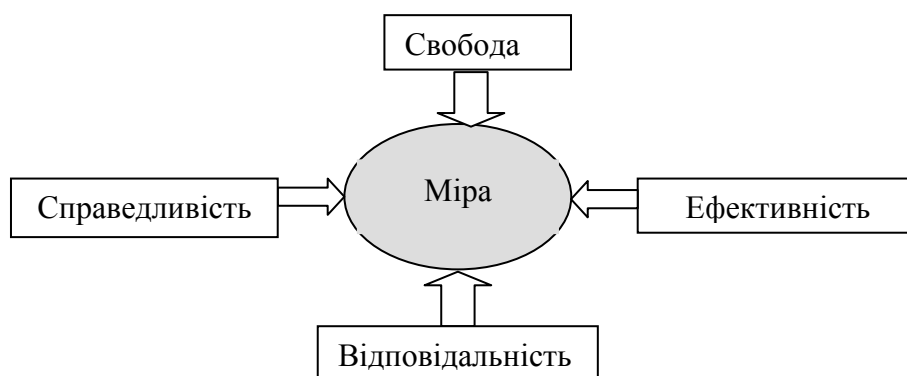 Свобода
Міра
Справедливість
Ефективність
Відповідальність